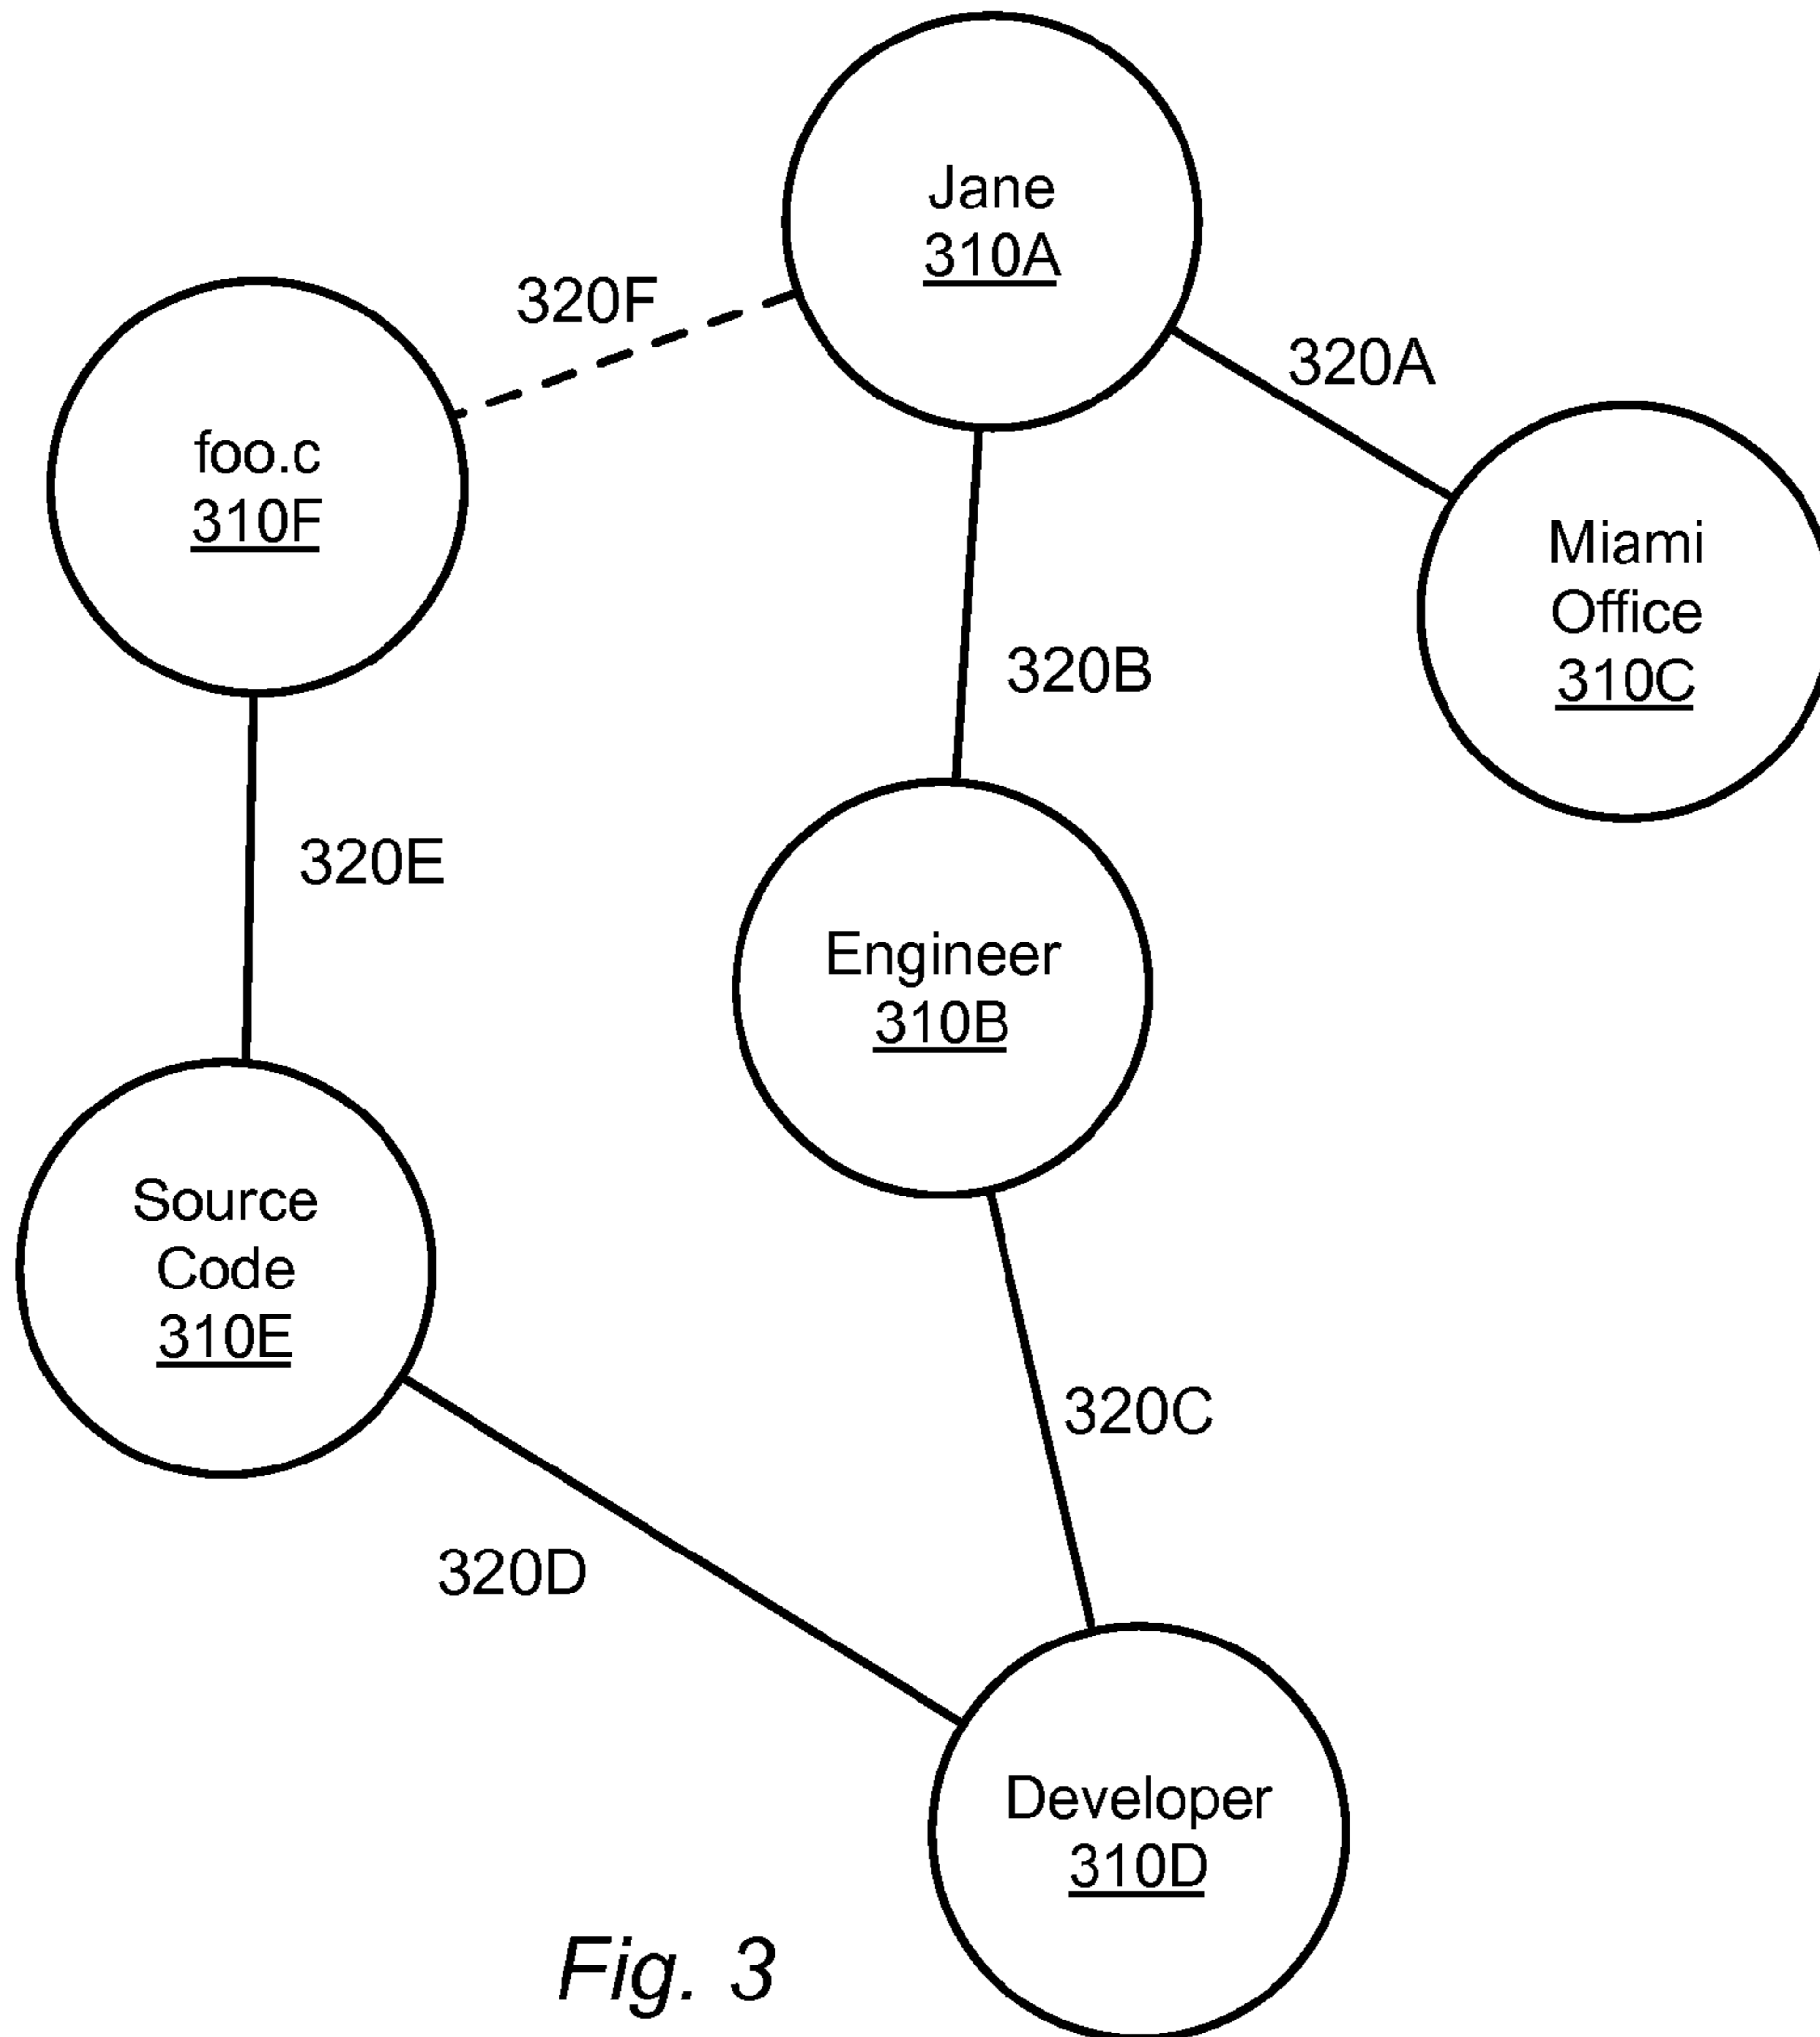 Jane
310A
320F
320A
foo.c
310F
Miami
Office
310C
320B
320E
Engineer
310B
Source
Code
310E
320C
320D
Developer
310D
Fig. 3